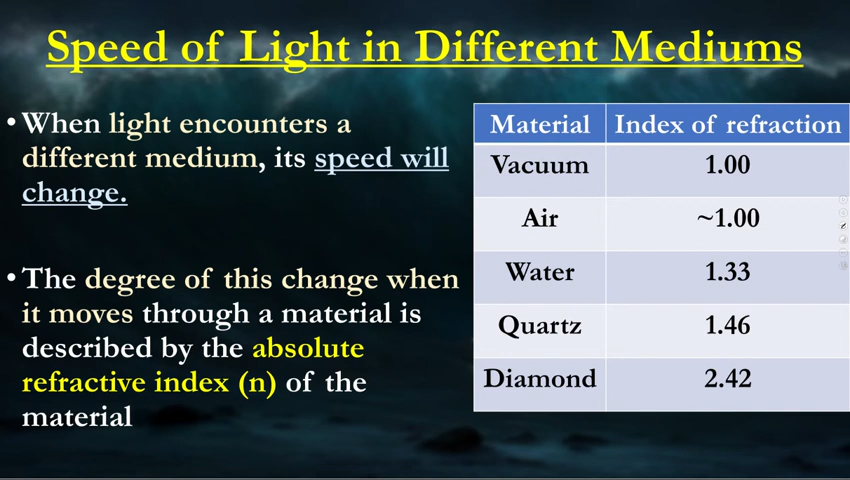 Speed of Light in Different Mediums
• When light encounters a
different medium, its speed will
change.
• The degree of this change when
it moves through a material is
described by the absolute
refractive index (n) of the
material
Material Index of refraction
Vacuum 1.00
Air ~1.00
Water 1.33
Quartz 1.46
Diamond 2.42